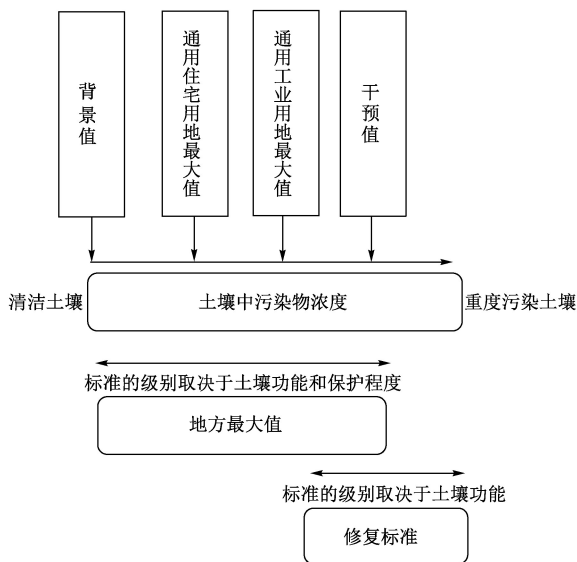 背景值
通用住宅用地最大值
通用工业用地最大值
干预值
清洁土壤
土壤中污染物浓度
重度污染土壤
标准的级别取决于土壤功能和保护程度
地方最大值
标准的级别取决于土壤功能
修复标准